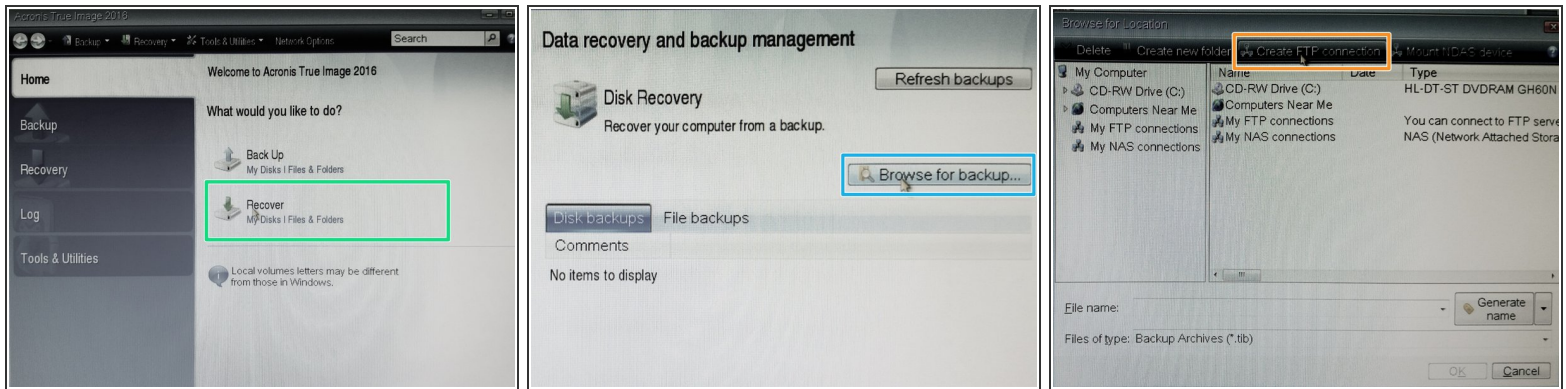 Acronis True Image 2016
Backup
Recovery
Tools & Utilities
Network Options
Search
Home
Backup
Recovery
Log
Tools & Utilities
Welcome to Acronis True Image 2016
What would you like to do?
Back Up
My Disks | Files & Folders
Recover
My Disks | Files & Folders
Local volumes letters may be different
from those in Windows.
Data recovery and backup management
Refresh backups
Disk Recovery
Recover your computer from a backup.
Browse for backup...
Disk backups
File backups
Comments
No items to display
Browse for Location
Delete
Create new folder
Create FTP connection
Mount NDAS device
My Computer
CD-RW Drive (C:)
Computers Near Me
My FTP connections
My NAS connections
Name
Date
Type
CD-RW Drive (C:)
HL-DT-ST DVDRAM GH60N
Computers Near Me
My FTP connections
You can connect to FTP serve
My NAS connections
NAS (Network Attached Stora
File name:
Generate
name
Files of type: Backup Archives (*.tib)
OK
Cancel